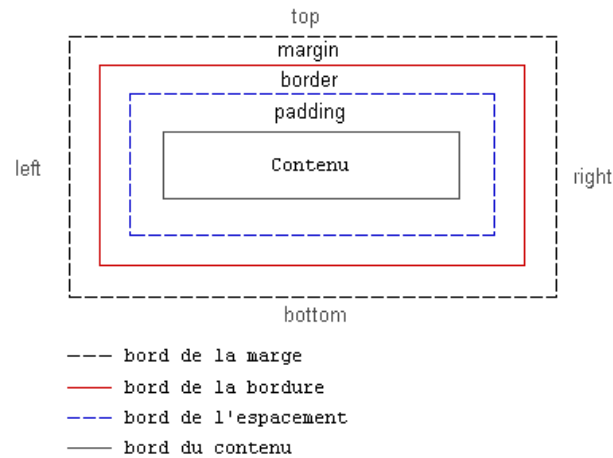 top
margin
border
padding
Contenu
left
right
bottom
bord de la marge
bord de la bordure
bord de l'espacement
bord du contenu